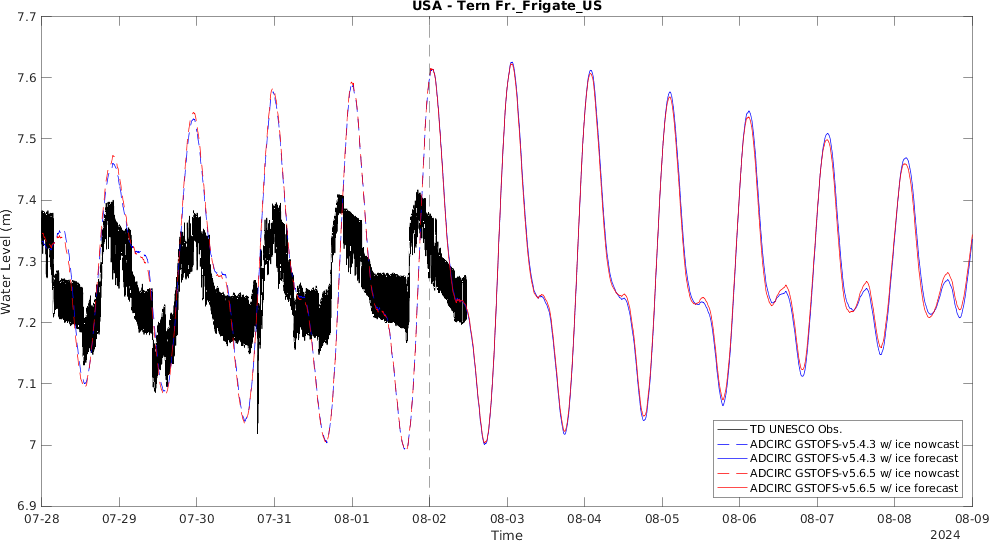 USA - Tern Fr._Frigate_US
Water Level (m)
7.7
7.6
7.5
7.4
7.3
7.2
7.1
7
6.9
07-28 07-29 07-30 07-31 08-01 08-02 08-03 08-04 08-05 08-06 08-07 08-08 08-09
Time
2024
TD UNESCO Obs.
ADCIRC GSTOFS-v5.4.3 w/ ice nowcast
ADCIRC GSTOFS-v5.4.3 w/ ice forecast
ADCIRC GSTOFS-v5.6.5 w/ ice nowcast
ADCIRC GSTOFS-v5.6.5 w/ ice forecast